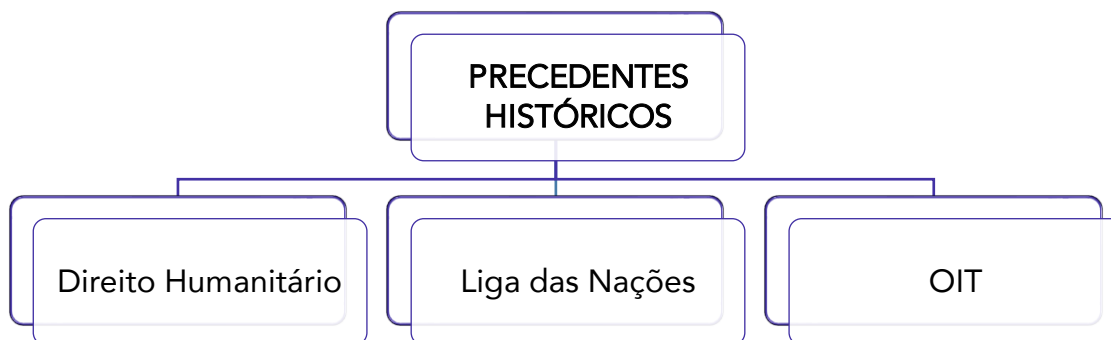 PRECEDENTES
HISTÓRICOS
Direito Humanitário
Liga das Nações
OIT